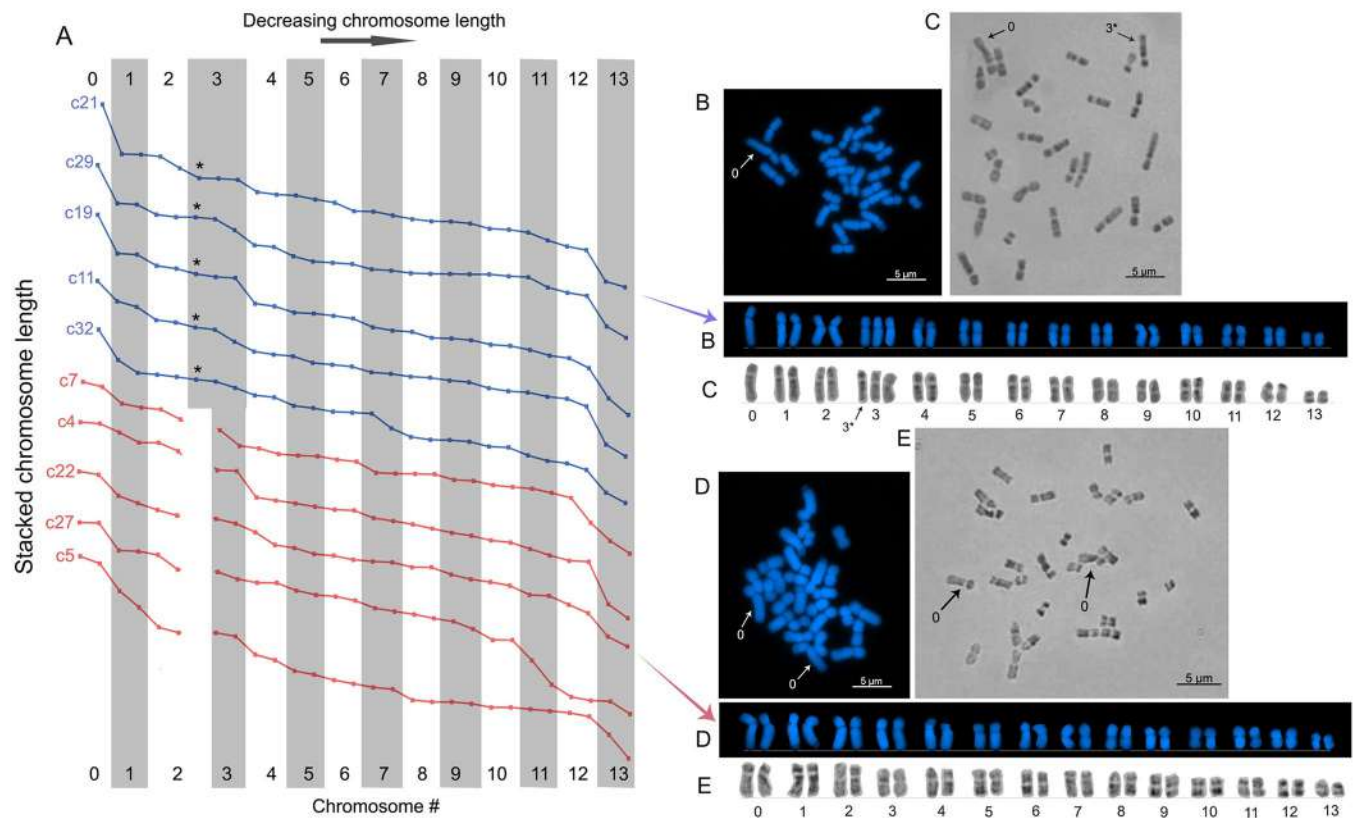 A
Decreasing chromosome length
0 1 2 3 4 5 6 7 8 9 10 11 12 13
c21
*
c29
*
c19
*
c11
*
c32
*
c7
c4
c22
c27
c5
Stacked chromosome length
0 1 2 3 4 5 6 7 8 9 10 11 12 13
Chromosome #
B
0
5 µm
C
0
3*
5 µm
B
C
0 1 2 3* 3 4 5 6 7 8 9 10 11 12 13
D
0
0
5 µm
E
0
0
5 µm
D
E
0 1 2 3 4 5 6 7 8 9 10 11 12 13